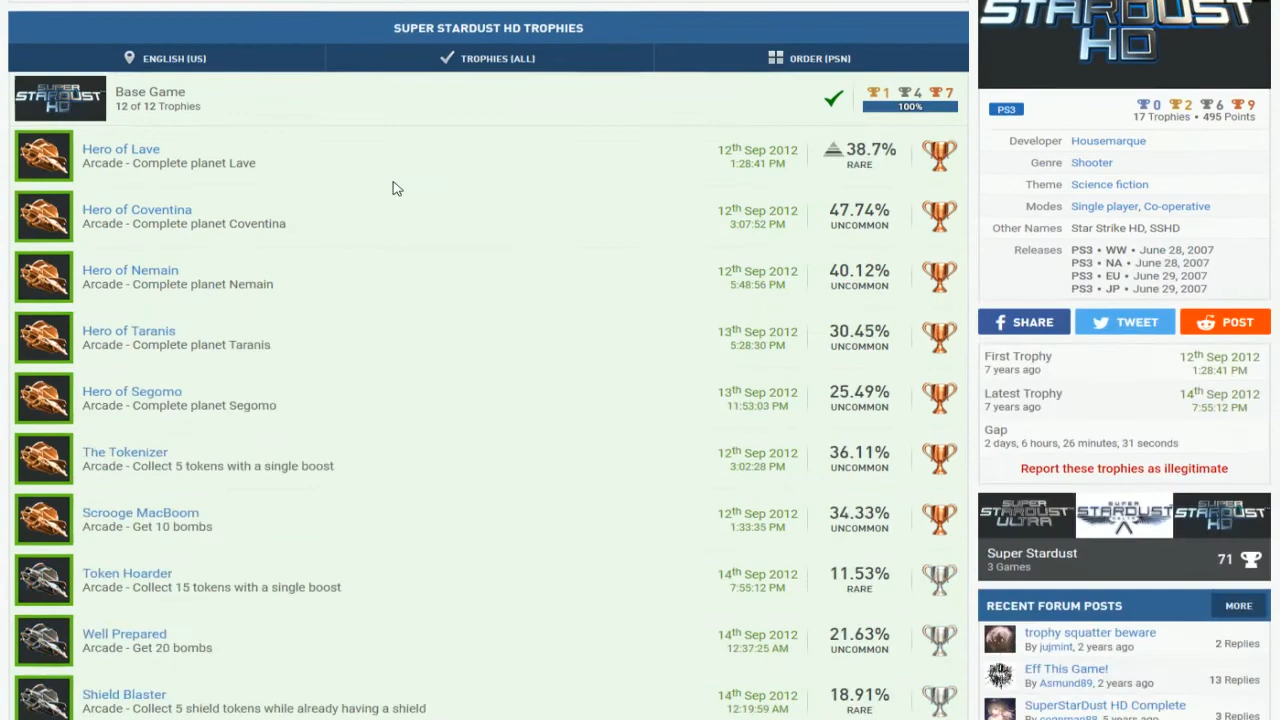 SUPER STARDUST HD TROPHIES
ENGLISH (US)
TROPHIES (ALL)
ORDER (PSN)
SUPER
STARDUST
HD
Base Game
12 of 12 Trophies
1 4 7
100%
Hero of Lave
Arcade - Complete planet Lave
12th Sep 2012
1:28:41 PM
38.7%
RARE
Hero of Coventina
Arcade - Complete planet Coventina
12th Sep 2012
3:07:52 PM
47.74%
UNCOMMON
Hero of Nemain
Arcade - Complete planet Nemain
12th Sep 2012
5:48:56 PM
40.12%
UNCOMMON
Hero of Taranis
Arcade - Complete planet Taranis
13th Sep 2012
5:28:30 PM
30.45%
UNCOMMON
Hero of Segomo
Arcade - Complete planet Segomo
13th Sep 2012
11:53:03 PM
25.49%
UNCOMMON
The Tokenizer
Arcade - Collect 5 tokens with a single boost
12th Sep 2012
3:02:28 PM
36.11%
UNCOMMON
Scrooge MacBoom
Arcade - Get 10 bombs
12th Sep 2012
1:33:35 PM
34.33%
UNCOMMON
Token Hoarder
Arcade - Collect 15 tokens with a single boost
14th Sep 2012
7:55:12 PM
11.53%
RARE
Well Prepared
Arcade - Get 20 bombs
14th Sep 2012
12:37:25 AM
21.63%
UNCOMMON
Shield Blaster
Arcade - Collect 5 shield tokens while already having a shield
14th Sep 2012
12:19:59 AM
18.91%
RARE
STARDUST
HD
PS3
0 2 6 9
17 Trophies • 495 Points
Developer Housemarque
Genre Shooter
Theme Science fiction
Modes Single player, Co-operative
Other Names Star Strike HD, SSHD
Releases PS3 • WW • June 28, 2007
PS3 • NA • June 28, 2007
PS3 • EU • June 29, 2007
PS3 • JP • June 29, 2007
SHARE
TWEET
POST
First Trophy
7 years ago
12th Sep 2012
1:28:41 PM
Latest Trophy
7 years ago
14th Sep 2012
7:55:12 PM
Gap
2 days, 6 hours, 26 minutes, 31 seconds
Report these trophies as illegitimate
SUPER
STARDUST
ULTRA
SUPER
STARDUST
SUPER
STARDUST
HD
Super Stardust
3 Games
71
RECENT FORUM POSTS
MORE
trophy squatter beware
By jujmint, 2 years ago
2 Replies
Eff This Game!
By Asmund89, 2 years ago
13 Replies
SuperStarDust HD Complete
3 Replies